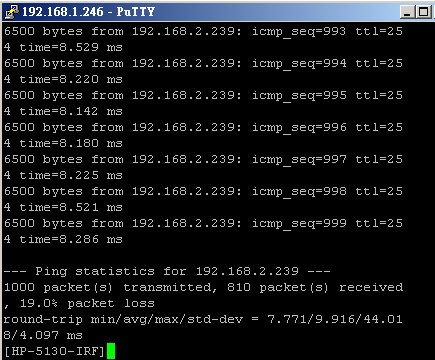 192.168.1.246 - PuTTY
6500 bytes from 192.168.2.239: icmp_seq=993 ttl=25
4 time=8.529 ms
6500 bytes from 192.168.2.239: icmp_seq=994 ttl=25
4 time=8.220 ms
6500 bytes from 192.168.2.239: icmp_seq=995 ttl=25
4 time=8.142 ms
6500 bytes from 192.168.2.239: icmp_seq=996 ttl=25
4 time=8.180 ms
6500 bytes from 192.168.2.239: icmp_seq=997 ttl=25
4 time=8.225 ms
6500 bytes from 192.168.2.239: icmp_seq=998 ttl=25
4 time=8.521 ms
6500 bytes from 192.168.2.239: icmp_seq=999 ttl=25
4 time=8.286 ms
--- Ping statistics for 192.168.2.239 ---
1000 packet(s) transmitted, 810 packet(s) received
, 19.0% packet loss
round-trip min/avg/max/std-dev = 7.771/9.916/44.01
8/4.097 ms
[HP-5130-IRF]